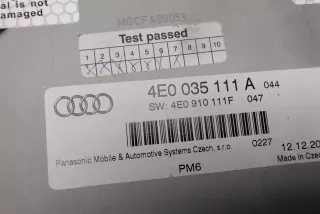 al is not
amaged
Test passed
1 2 3 4 5 6 7 8 9 10
4E0 035 111 A 044
SW: 4E0 910 111F 047
Panasonic Mobile & Automotive Systems Czech, s.r.o. 0227 12.12.20
PM6
Made in Cze